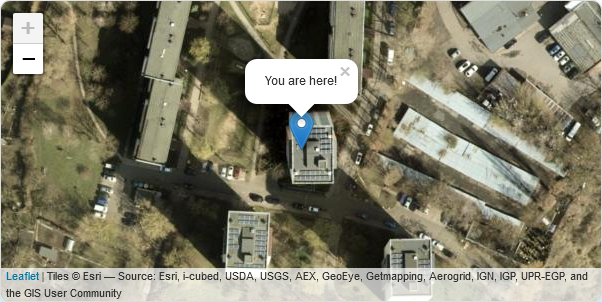 +
You are here! ×
−
Leaflet | Tiles © Esri — Source: Esri, i-cubed, USDA, USGS, AEX, GeoEye, Getmapping, Aerogrid, IGN, IGP, UPR-EGP, and
the GIS User Community